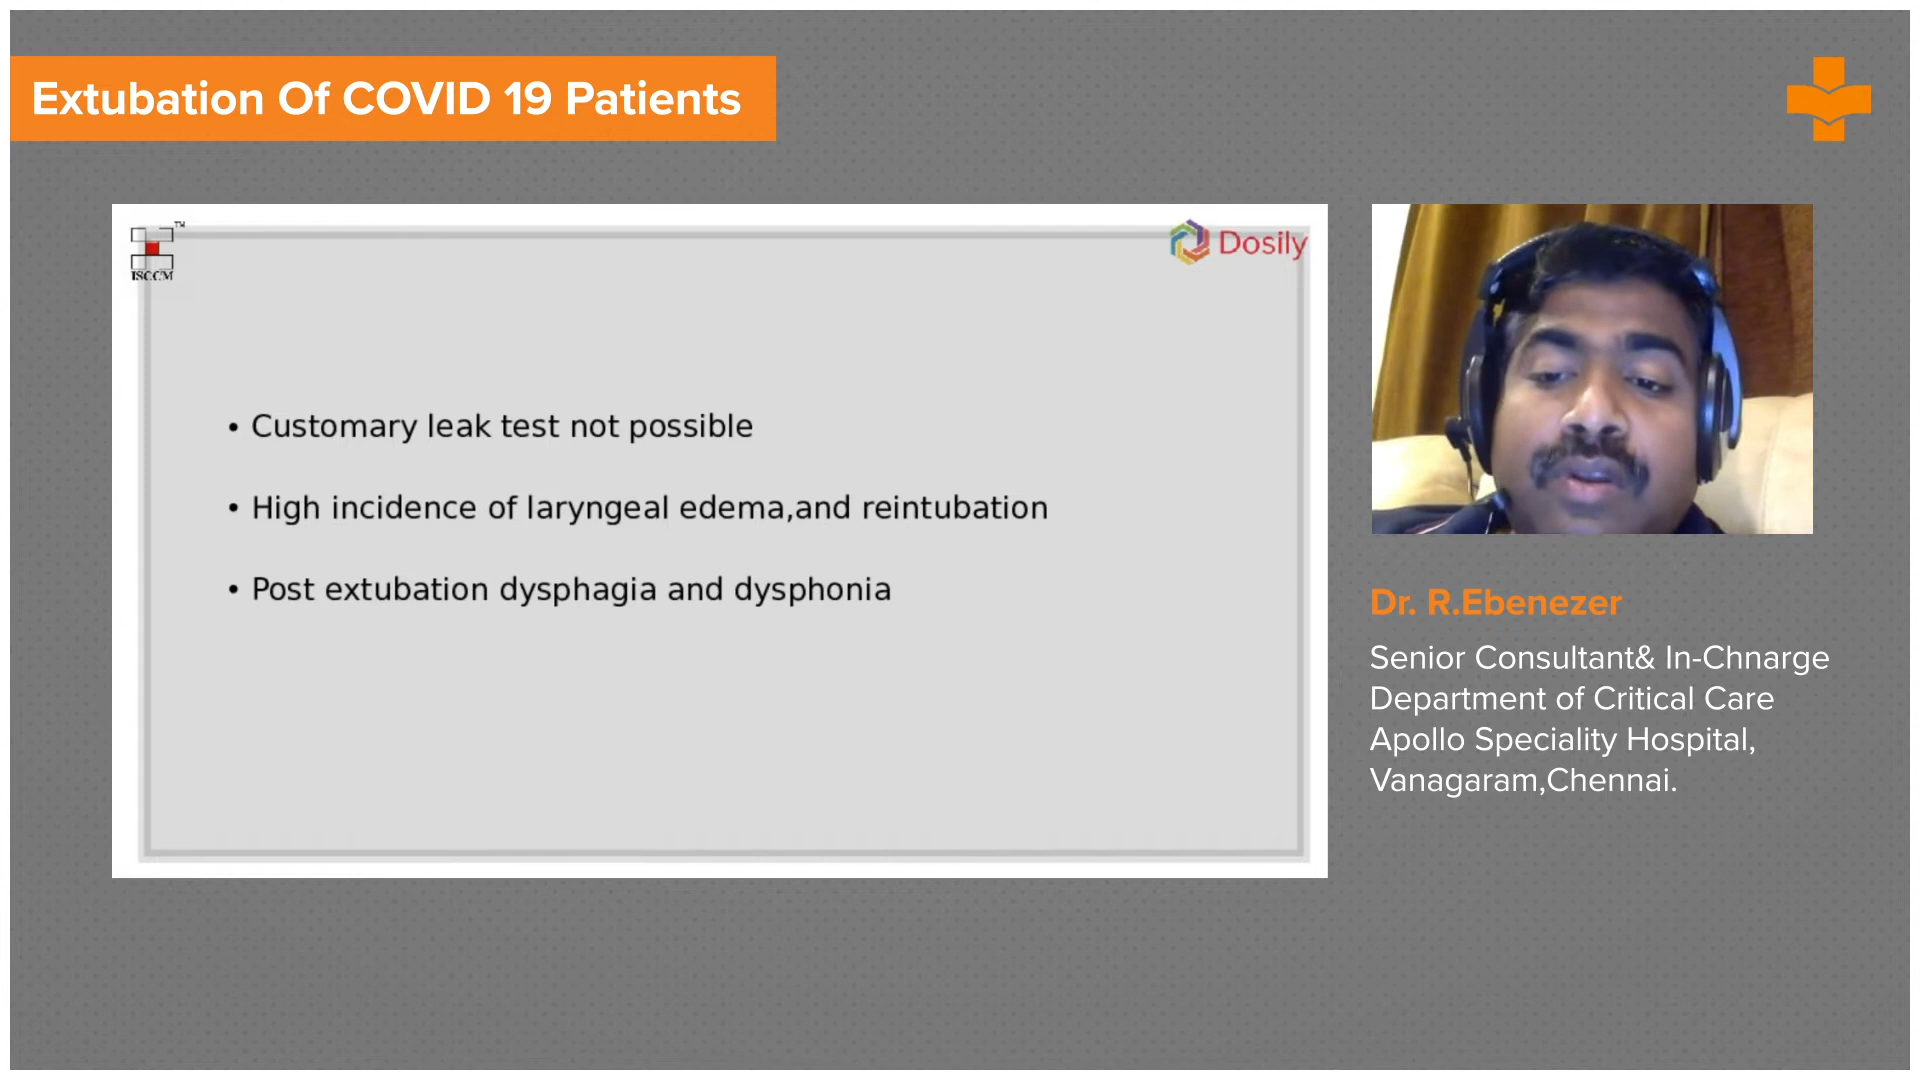 Extubation Of COVID 19 Patients
TM
ISCCM
Dosily
• Customary leak test not possible
• High incidence of laryngeal edema,and reintubation
• Post extubation dysphagia and dysphonia
Dr. R.Ebenezer
Senior Consultant& In-Chnarge
Department of Critical Care
Apollo Speciality Hospital,
Vanagaram,Chennai.